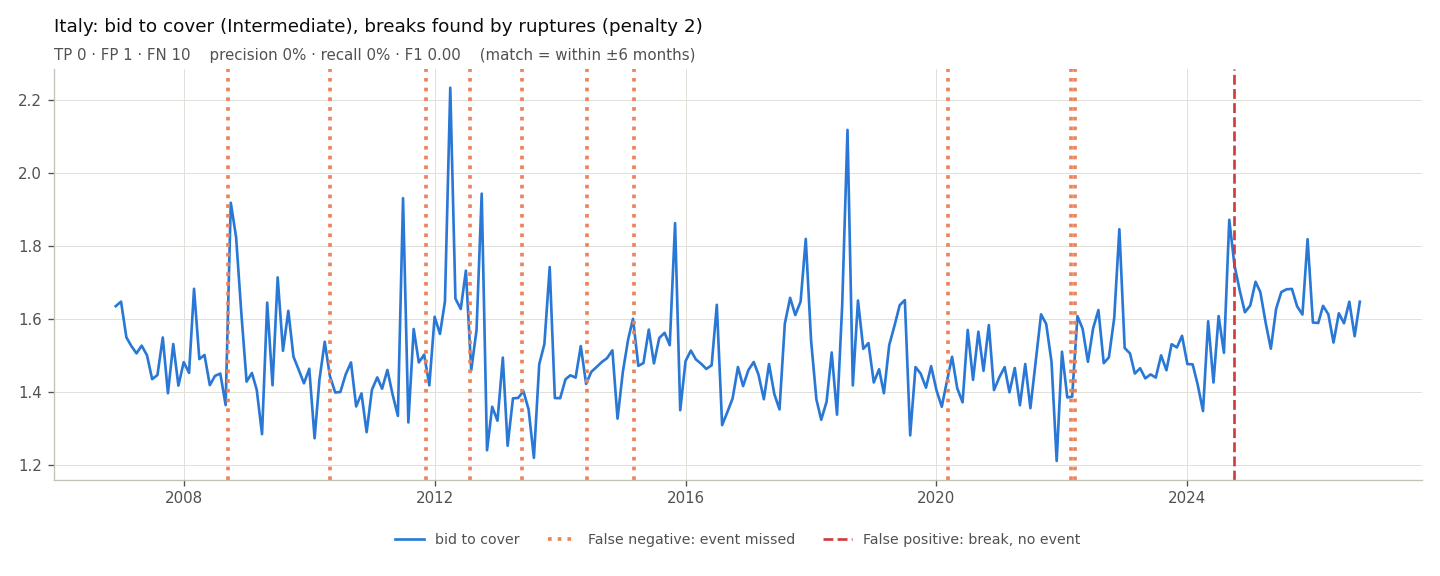 Italy: bid to cover (Intermediate), breaks found by ruptures (penalty 2)
TP 0 · FP 1 · FN 10    precision 0% · recall 0% · F1 0.00    (match = within ±6 months)
2.2
2.0
1.8
1.6
1.4
1.2
2008 2012 2016 2020 2024
bid to cover    False negative: event missed    False positive: break, no event